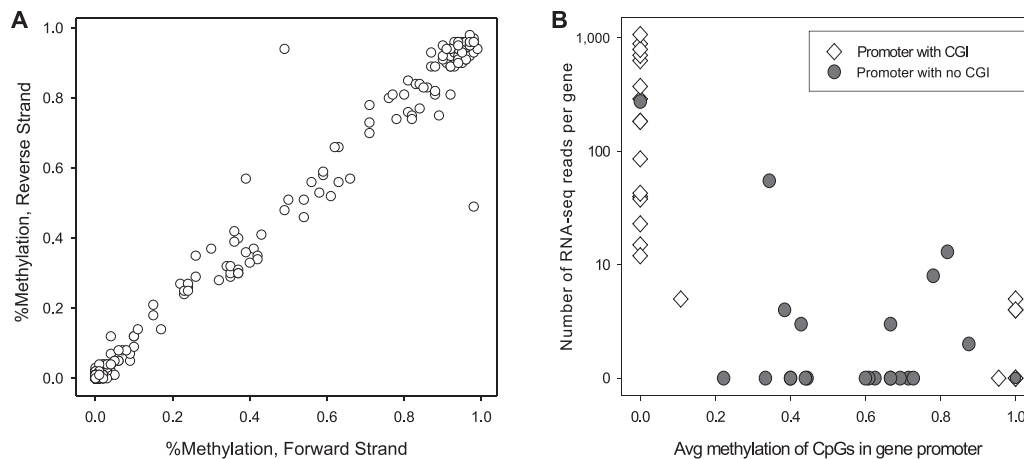 A
%Methylation, Reverse Strand
1.0
0.8
0.6
0.4
0.2
0.0
0.0 0.2 0.4 0.6 0.8 1.0
%Methylation, Forward Strand
B
Number of RNA-seq reads per gene
1,000
100
10
0
Promoter with CGI
Promoter with no CGI
0.0 0.2 0.4 0.6 0.8 1.0
Avg methylation of CpGs in gene promoter